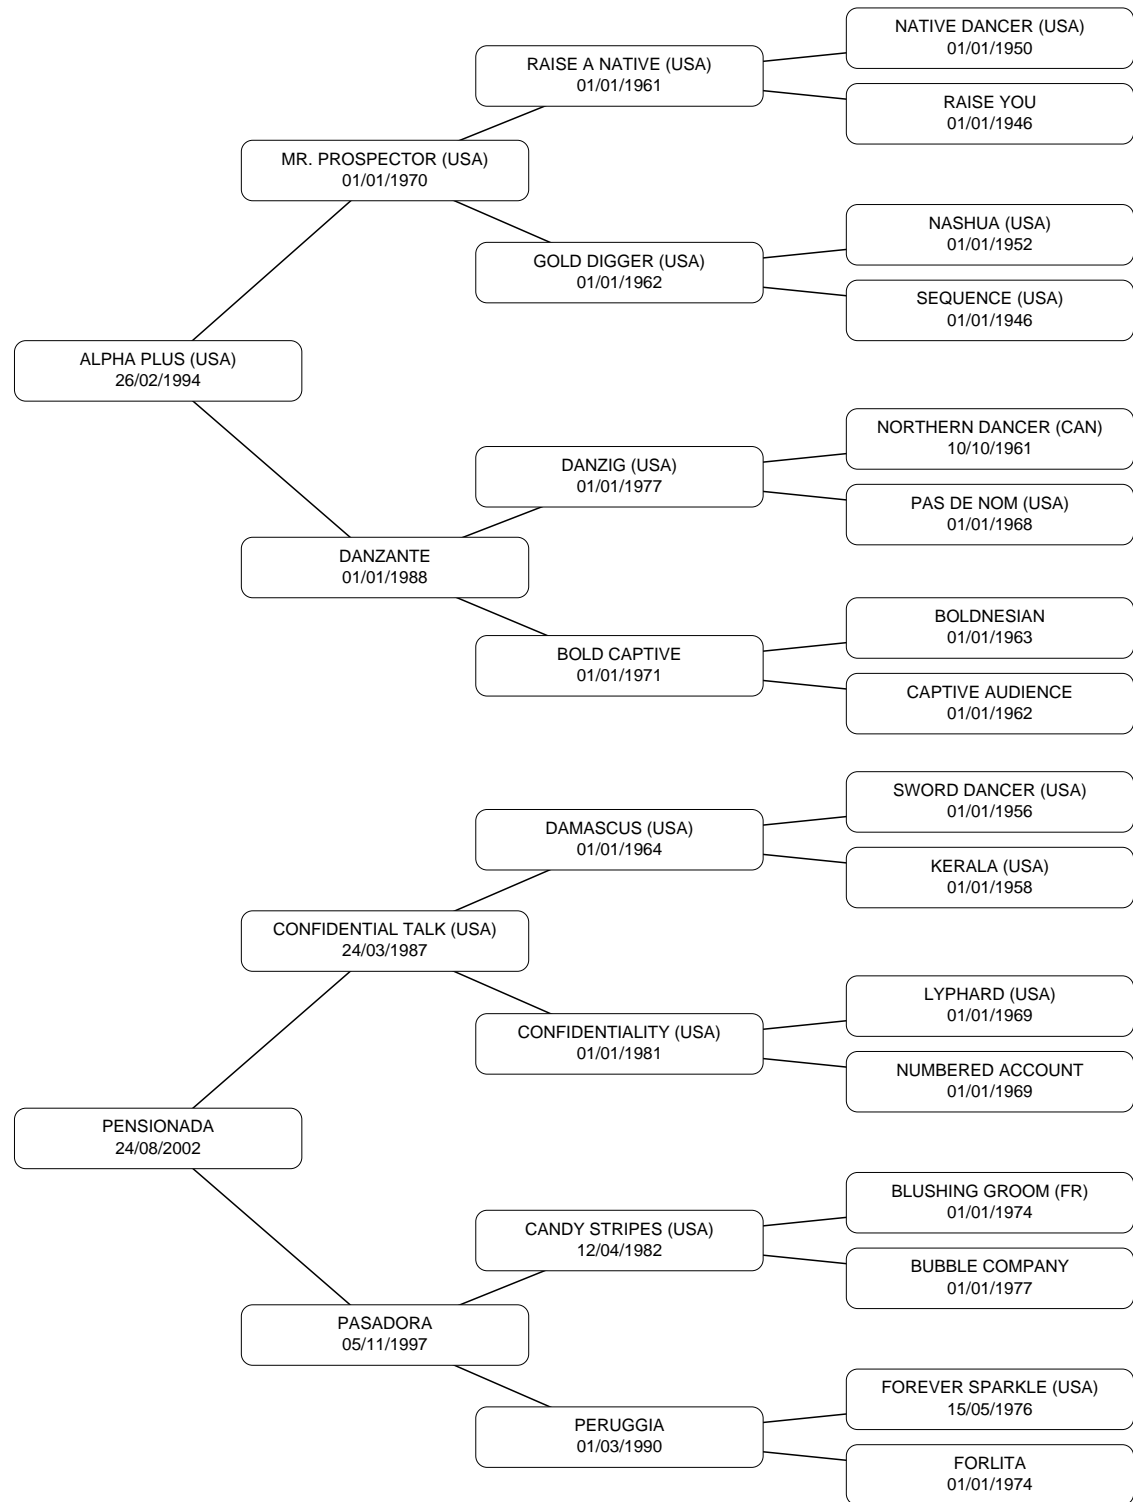 NATIVE DANCER (USA)
01/01/1950
RAISE A NATIVE (USA)
01/01/1961
RAISE YOU
01/01/1946
MR. PROSPECTOR (USA)
01/01/1970
NASHUA (USA)
01/01/1952
GOLD DIGGER (USA)
01/01/1962
SEQUENCE (USA)
01/01/1946
ALPHA PLUS (USA)
26/02/1994
NORTHERN DANCER (CAN)
10/10/1961
DANZIG (USA)
01/01/1977
PAS DE NOM (USA)
01/01/1968
DANZANTE
01/01/1988
BOLDNESIAN
01/01/1963
BOLD CAPTIVE
01/01/1971
CAPTIVE AUDIENCE
01/01/1962
SWORD DANCER (USA)
01/01/1956
DAMASCUS (USA)
01/01/1964
KERALA (USA)
01/01/1958
CONFIDENTIAL TALK (USA)
24/03/1987
LYPHARD (USA)
01/01/1969
CONFIDENTIALITY (USA)
01/01/1981
NUMBERED ACCOUNT
01/01/1969
PENSIONADA
24/08/2002
BLUSHING GROOM (FR)
01/01/1974
CANDY STRIPES (USA)
12/04/1982
BUBBLE COMPANY
01/01/1977
PASADORA
05/11/1997
FOREVER SPARKLE (USA)
15/05/1976
PERUGGIA
01/03/1990
FORLITA
01/01/1974